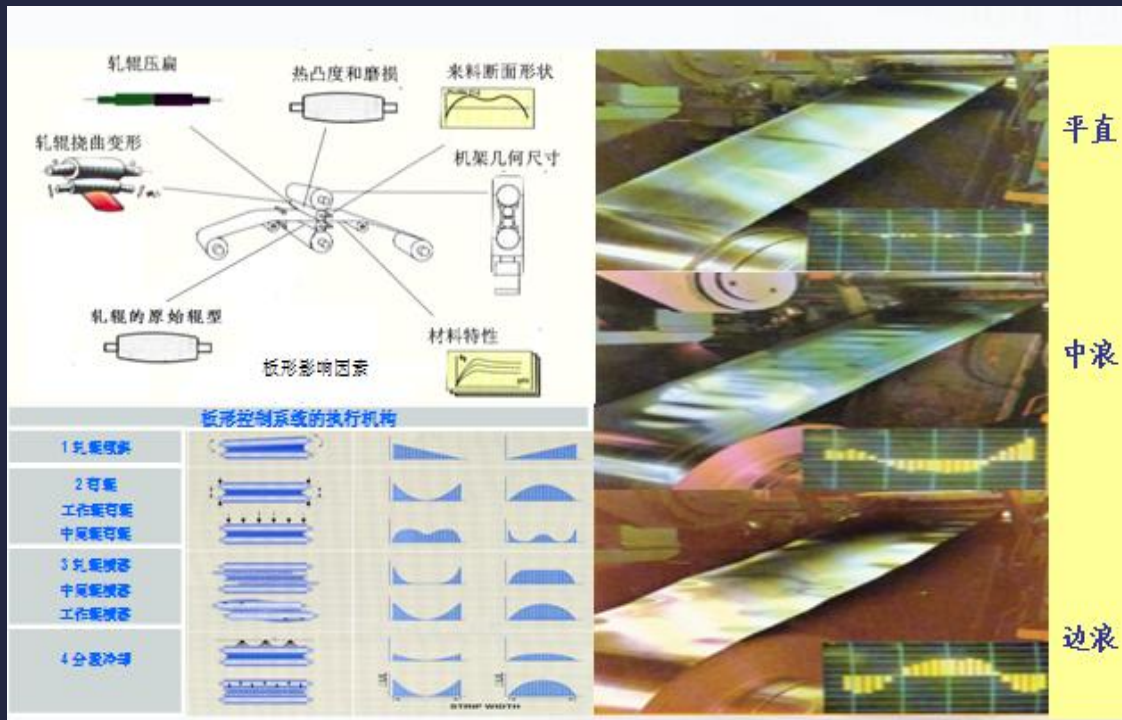 轧辊压扁
热凸度和磨损
来料断面形状
轧辊挠曲变形
机架几何尺寸
轧辊的原始辊型
材料特性
板形影响因素
板形控制系统的执行机构
1 轧辊倾斜
2 弯辊
工作辊弯辊
中间辊弯辊
3 轧辊横移
中间辊横移
工作辊横移
4 分段冷却
STRIP WIDTH
平直
中浪
边浪